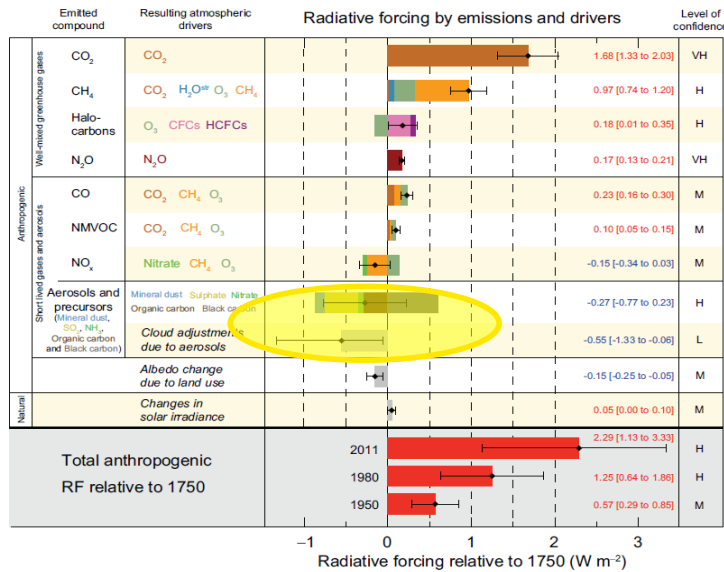 Emitted compound
Resulting atmospheric drivers
Radiative forcing by emissions and drivers
Level of confidence
Anthropogenic
Well-mixed greenhouse gases
CO₂ CO₂ 1.68 [1.33 to 2.03] VH
CH₄ CO₂ H₂Oˢᵗʳ O₃ CH₄ 0.97 [0.74 to 1.20] H
Halo-
carbons O₃ CFCs HCFCs 0.18 [0.01 to 0.35] H
N₂O N₂O 0.17 [0.13 to 0.21] VH
Short lived gases and aerosols
CO CO₂ CH₄ O₃ 0.23 [0.16 to 0.30] M
NMVOC CO₂ CH₄ O₃ 0.10 [0.05 to 0.15] M
NOₓ Nitrate CH₄ O₃ -0.15 [-0.34 to 0.03] M
Aerosols and
precursors
(Mineral dust,
SO₂, NH₃,
Organic carbon
and Black carbon)
Mineral dust Sulphate Nitrate
Organic carbon Black carbon
-0.27 [-0.77 to 0.23] H
Cloud adjustments
due to aerosols
-0.55 [-1.33 to -0.06] L
Albedo change
due to land use
-0.15 [-0.25 to -0.05] M
Natural
Changes in
solar irradiance
0.05 [0.00 to 0.10] M
Total anthropogenic
RF relative to 1750
2011 2.29 [1.13 to 3.33] H
1980 1.25 [0.64 to 1.86] H
1950 0.57 [0.29 to 0.85] M
−1 0 1 2 3
Radiative forcing relative to 1750 (W m⁻²)